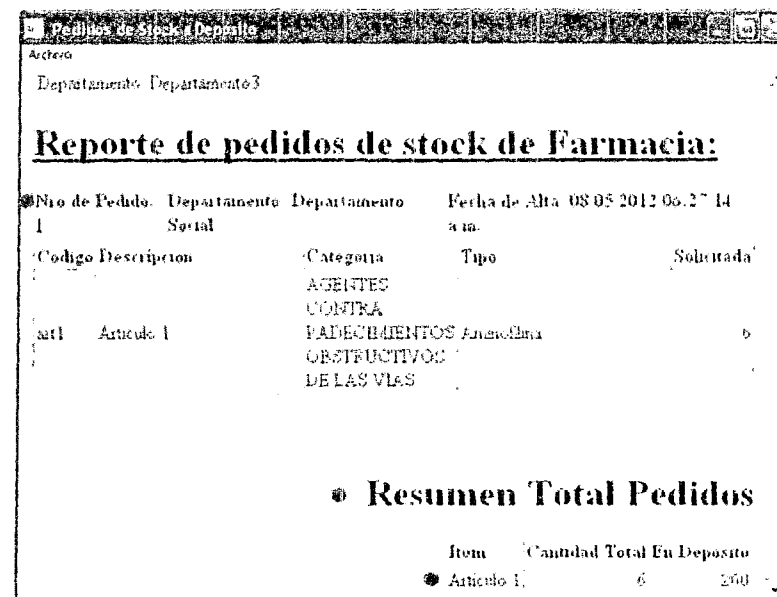 Pedidos de Stock a Deposito
Archivo
Departamento Departamento3
Reporte de pedidos de stock de Farmacia:
Nro de Pedido. Departamento Departamento Fecha de Alta 08 05 2012 06.27 14
1 Social a.m.
Codigo Descripcion Categoria Tipo Solicitada
AGENTES
CONTRA
art1 Articulo 1 PADECIMIENTOS Aminofilina 6
OBSTRUCTIVOS
DE LAS VIAS
Resumen Total Pedidos
Item Cantidad Total En Deposito
Articulo 1 6 260